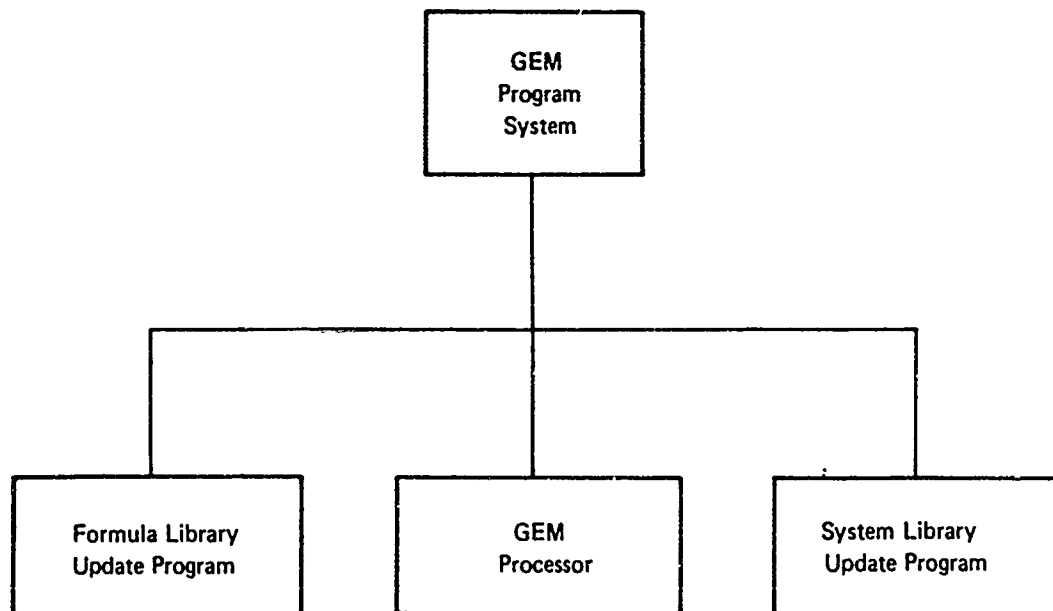 GEM
Program
System
Formula Library
Update Program
GEM
Processor
System Library
Update Program